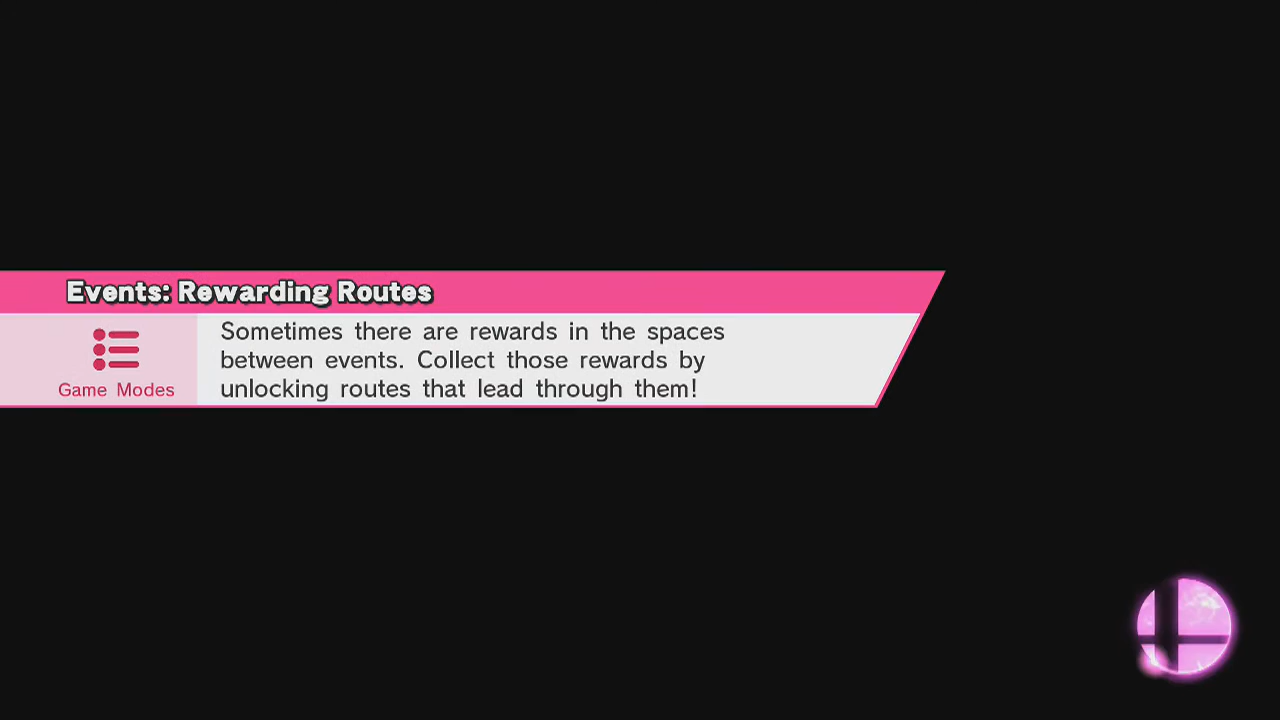 Events: Rewarding Routes
Sometimes there are rewards in the spaces
between events. Collect those rewards by
unlocking routes that lead through them!
Game Modes